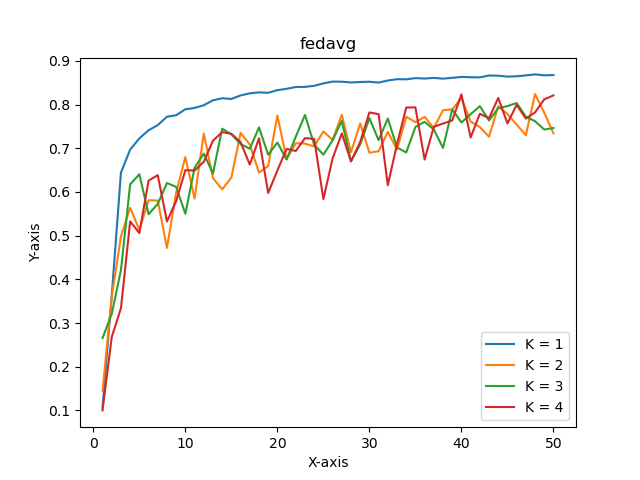 fedavg
0.9
0.8
0.7
0.6
0.5
0.4
0.3
0.2
0.1
Y-axis
0 10 20 30 40 50
X-axis
K = 1
K = 2
K = 3
K = 4